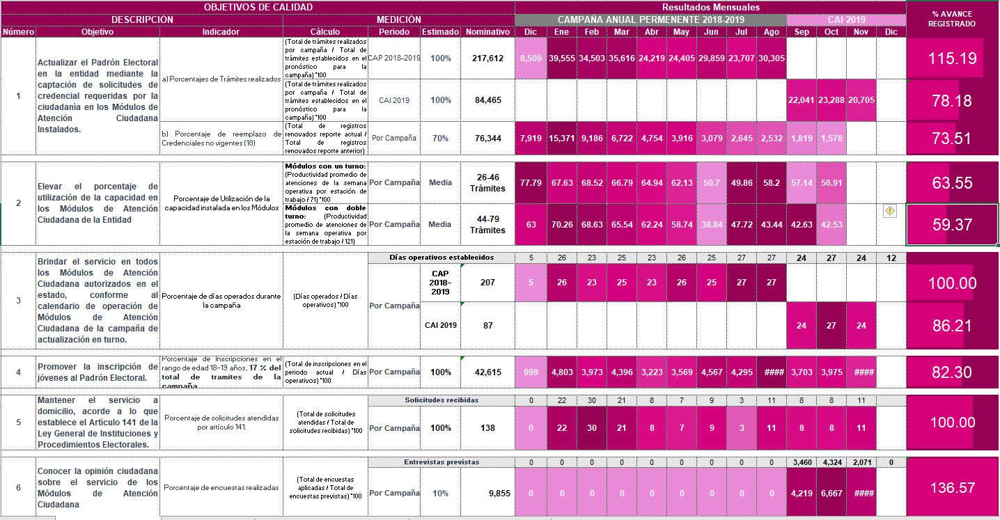 OBJETIVOS DE CALIDAD
Resultados Mensuales
% AVANCE
REGISTRADO
DESCRIPCIÓN
MEDICIÓN
CAMPAÑA ANUAL PERMENENTE 2018-2019
CAI 2019
Número Objetivo Indicador Cálculo Periodo Estimado Nominativo Dic Ene Feb Mar Abr May Jun Jul Ago Sep Oct Nov Dic
1
Actualizar el Padrón Electoral
en la entidad mediante la
captación de solicitudes de
credencial requeridas por la
ciudadanía en los Módulos de
Atención Ciudadana
Instalados.
a) Porcentajes de Trámites realizados
(Total de trámites realizados
por campaña / Total de
trámites establecidos en el
pronóstico para la
campaña) *100
CAP 2018-2019 100% 217,612 8,509 39,555 34,503 35,616 24,219 24,405 29,859 23,707 30,305 115.19
(Total de trámites realizados
por campaña / Total de
trámites establecidos en el
pronóstico para la
campaña) *100
CAI 2019 100% 84,465 22,041 23,288 20,705 78.18
b) Porcentaje de reemplazo de
Credenciales no vigentes (18)
(Total de registros
renovados reporte actual /
Total de registros
renovados reporte anterior)
Por Campaña 70% 76,344 7,919 15,371 9,186 6,722 4,754 3,916 3,079 2,645 2,532 1,819 1,578 73.51
2
Elevar el porcentaje de
utilización de la capacidad en
los Módulos de Atención
Ciudadana de la Entidad
Porcentaje de Utilización de la
capacidad instalada en los Módulos
Módulos con un turno:
(Productividad promedio de
atenciones de la semana
operativa por estación de
trabajo / 71) *100
Por Campaña Media 26-46
Trámites
77.79 67.63 68.52 66.79 64.94 62.13 50.7 49.86 58.2 57.14 56.91 63.55
Módulos con doble
turno: (Productividad
promedio de atenciones de
la semana operativa por
estación de trabajo / 121)
Por Campaña Media 44-79
Trámites
63 70.26 68.63 65.54 62.24 58.74 38.84 47.72 43.44 42.63 42.53 59.37
3
Brindar el servicio en todos
los Módulos de Atención
Ciudadana autorizados en el
estado, conforme al
calendario de operación de
Módulos de Atención
Ciudadana de la campaña de
actualización en turno.
Porcentaje de días operados durante
la campaña
(Días operados / Días
operativos) *100
Por Campaña
Días operativos establecidos 5 26 23 25 23 26 25 27 27 24 27 24 12
CAP
2018-
2019
207 5 26 23 25 23 26 25 27 27 100.00
CAI 2019 87 24 27 24 86.21
4
Promover la inscripción de
jóvenes al Padrón Electoral.
Porcentaje de Inscripciones en el
rango de edad 18-19 años, 17 % del
total de tramites de la
campaña
(Total de inscripciones en el
periodo actual / Días
operativos) *100
Por Campaña 100% 42,615 999 4,803 3,973 4,396 3,223 3,569 4,567 4,295 #### 3,703 3,975 #### 82.30
5
Mantener el servicio a
domicilio, acorde a lo que
establece el Artículo 141 de la
Ley General de Instituciones y
Procedimientos Electorales.
Porcentaje de solicitudes atendidas
por artículo 141.
(Total de solicitudes
atendidas / Total de
solicitudes recibidas) *100
Solicitudes recibidas 0 22 30 21 8 7 9 3 11 8 8 11
Por Campaña 100% 138 0 22 30 21 8 7 9 3 11 8 8 11 100.00
6
Conocer la opinión ciudadana
sobre el servicio de los
Módulos de Atención
Ciudadana
Porcentaje de encuestas realizadas
(Total de encuestas
aplicadas / Total de
encuestas previstas) *100
Entrevistas previstas 0 0 0 0 0 0 0 0 0 3,460 4,324 2,071 0
Por Campaña 10% 9,855 0 0 0 0 0 0 0 0 0 4,219 6,667 #### 136.57